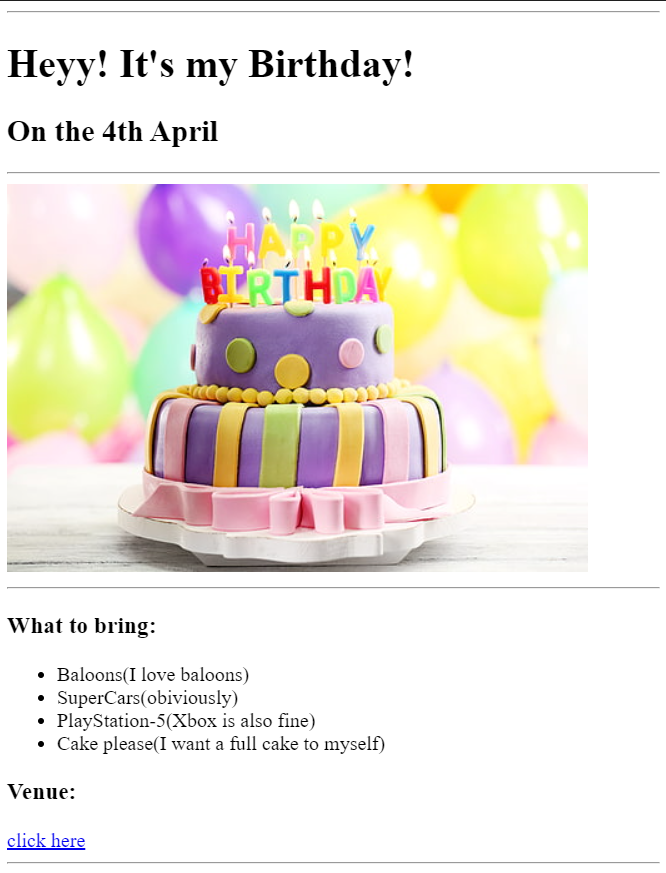 Heyy! It's my Birthday!
On the 4th April
HAPPY
BIRTHDAY
What to bring:
Baloons(I love baloons)
SuperCars(obiviously)
PlayStation-5(Xbox is also fine)
Cake please(I want a full cake to myself)
Venue:
click here